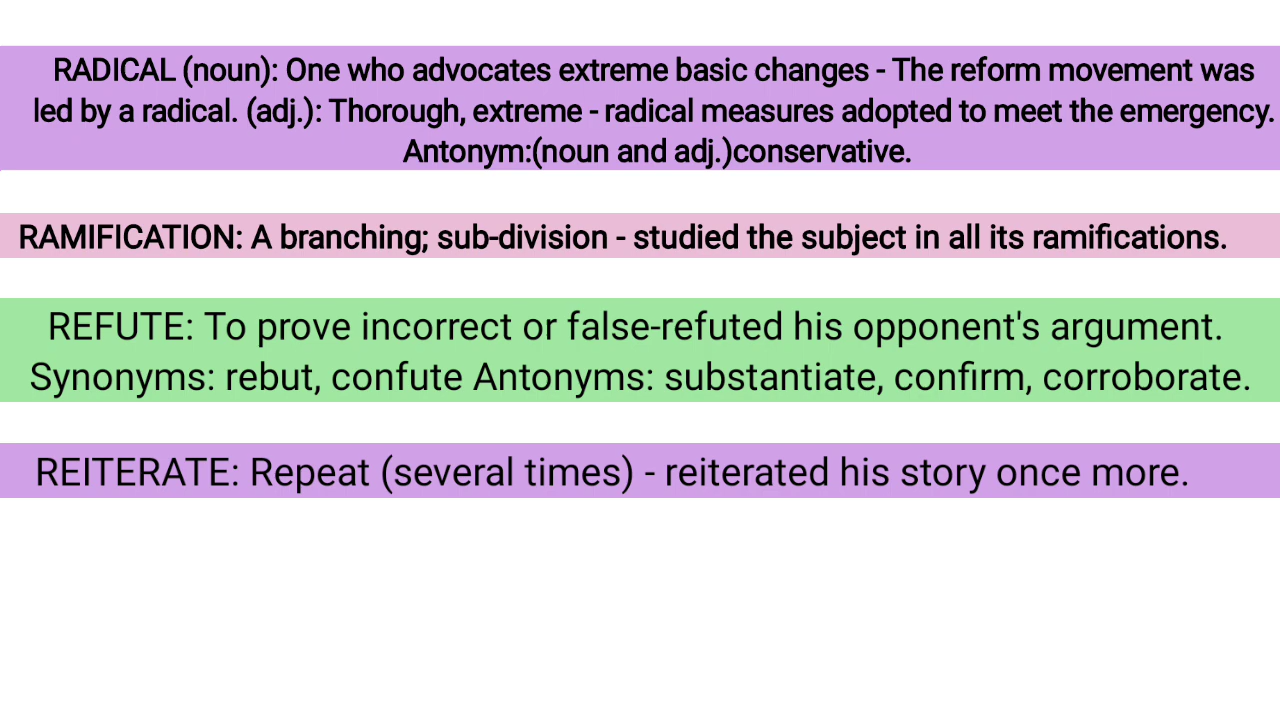 RADICAL (noun): One who advocates extreme basic changes - The reform movement was
led by a radical. (adj.): Thorough, extreme - radical measures adopted to meet the emergency.
Antonym:(noun and adj.)conservative.
RAMIFICATION: A branching; sub-division - studied the subject in all its ramifications.
REFUTE: To prove incorrect or false-refuted his opponent's argument.
Synonyms: rebut, confute Antonyms: substantiate, confirm, corroborate.
REITERATE: Repeat (several times) - reiterated his story once more.